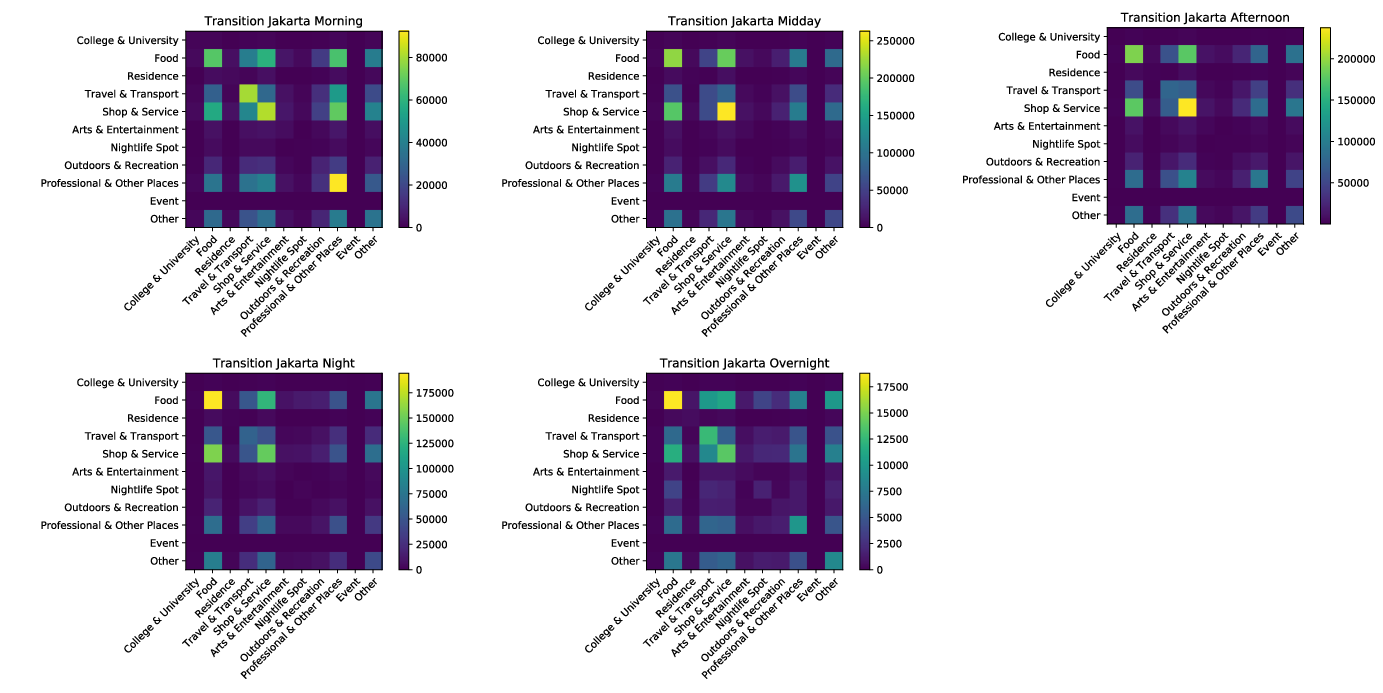 Transition Jakarta Morning
College & University
Food
Residence
Travel & Transport
Shop & Service
Arts & Entertainment
Nightlife Spot
Outdoors & Recreation
Professional & Other Places
Event
Other
College & University
Food
Residence
Travel & Transport
Shop & Service
Arts & Entertainment
Nightlife Spot
Outdoors & Recreation
Professional & Other Places
Event
Other
80000
60000
40000
20000
0
Transition Jakarta Midday
College & University
Food
Residence
Travel & Transport
Shop & Service
Arts & Entertainment
Nightlife Spot
Outdoors & Recreation
Professional & Other Places
Event
Other
College & University
Food
Residence
Travel & Transport
Shop & Service
Arts & Entertainment
Nightlife Spot
Outdoors & Recreation
Professional & Other Places
Event
Other
250000
200000
150000
100000
50000
0
Transition Jakarta Afternoon
College & University
Food
Residence
Travel & Transport
Shop & Service
Arts & Entertainment
Nightlife Spot
Outdoors & Recreation
Professional & Other Places
Event
Other
College & University
Food
Residence
Travel & Transport
Shop & Service
Arts & Entertainment
Nightlife Spot
Outdoors & Recreation
Professional & Other Places
Event
Other
200000
150000
100000
50000
Transition Jakarta Night
College & University
Food
Residence
Travel & Transport
Shop & Service
Arts & Entertainment
Nightlife Spot
Outdoors & Recreation
Professional & Other Places
Event
Other
College & University
Food
Residence
Travel & Transport
Shop & Service
Arts & Entertainment
Nightlife Spot
Outdoors & Recreation
Professional & Other Places
Event
Other
175000
150000
125000
100000
75000
50000
25000
0
Transition Jakarta Overnight
College & University
Food
Residence
Travel & Transport
Shop & Service
Arts & Entertainment
Nightlife Spot
Outdoors & Recreation
Professional & Other Places
Event
Other
College & University
Food
Residence
Travel & Transport
Shop & Service
Arts & Entertainment
Nightlife Spot
Outdoors & Recreation
Professional & Other Places
Event
Other
17500
15000
12500
10000
7500
5000
2500
0